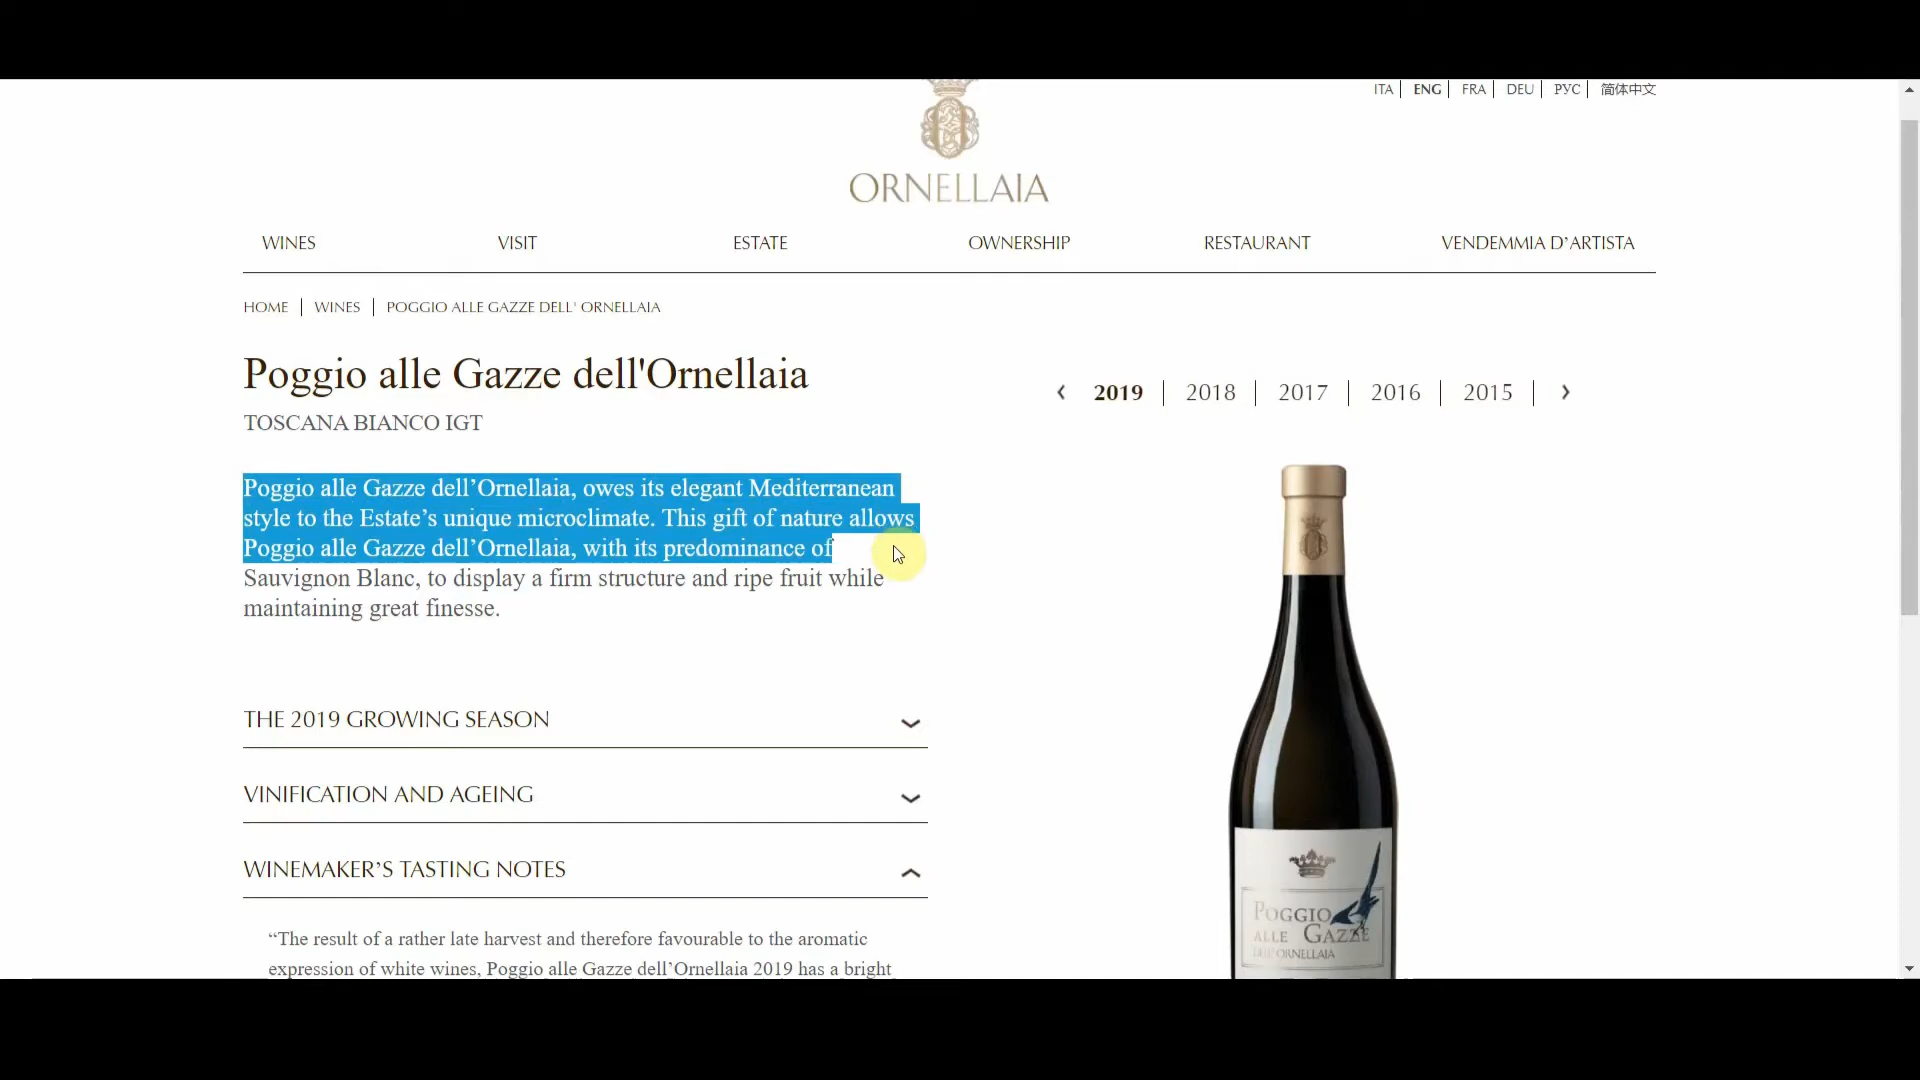 ITA ENG FRA DEU РУС 简体中文
ORNELLAIA
WINES VISIT ESTATE OWNERSHIP RESTAURANT VENDEMMIA D’ARTISTA
HOME WINES POGGIO ALLE GAZZE DELL' ORNELLAIA
Poggio alle Gazze dell'Ornellaia
TOSCANA BIANCO IGT
2019 2018 2017 2016 2015
Poggio alle Gazze dell’Ornellaia, owes its elegant Mediterranean
style to the Estate’s unique microclimate. This gift of nature allows
Poggio alle Gazze dell’Ornellaia, with its predominance of
Sauvignon Blanc, to display a firm structure and ripe fruit while
maintaining great finesse.
THE 2019 GROWING SEASON
VINIFICATION AND AGEING
WINEMAKER’S TASTING NOTES
“The result of a rather late harvest and therefore favourable to the aromatic
expression of white wines, Poggio alle Gazze dell’Ornellaia 2019 has a bright
POGGIO
ALLE GAZZE
DELL'ORNELLAIA